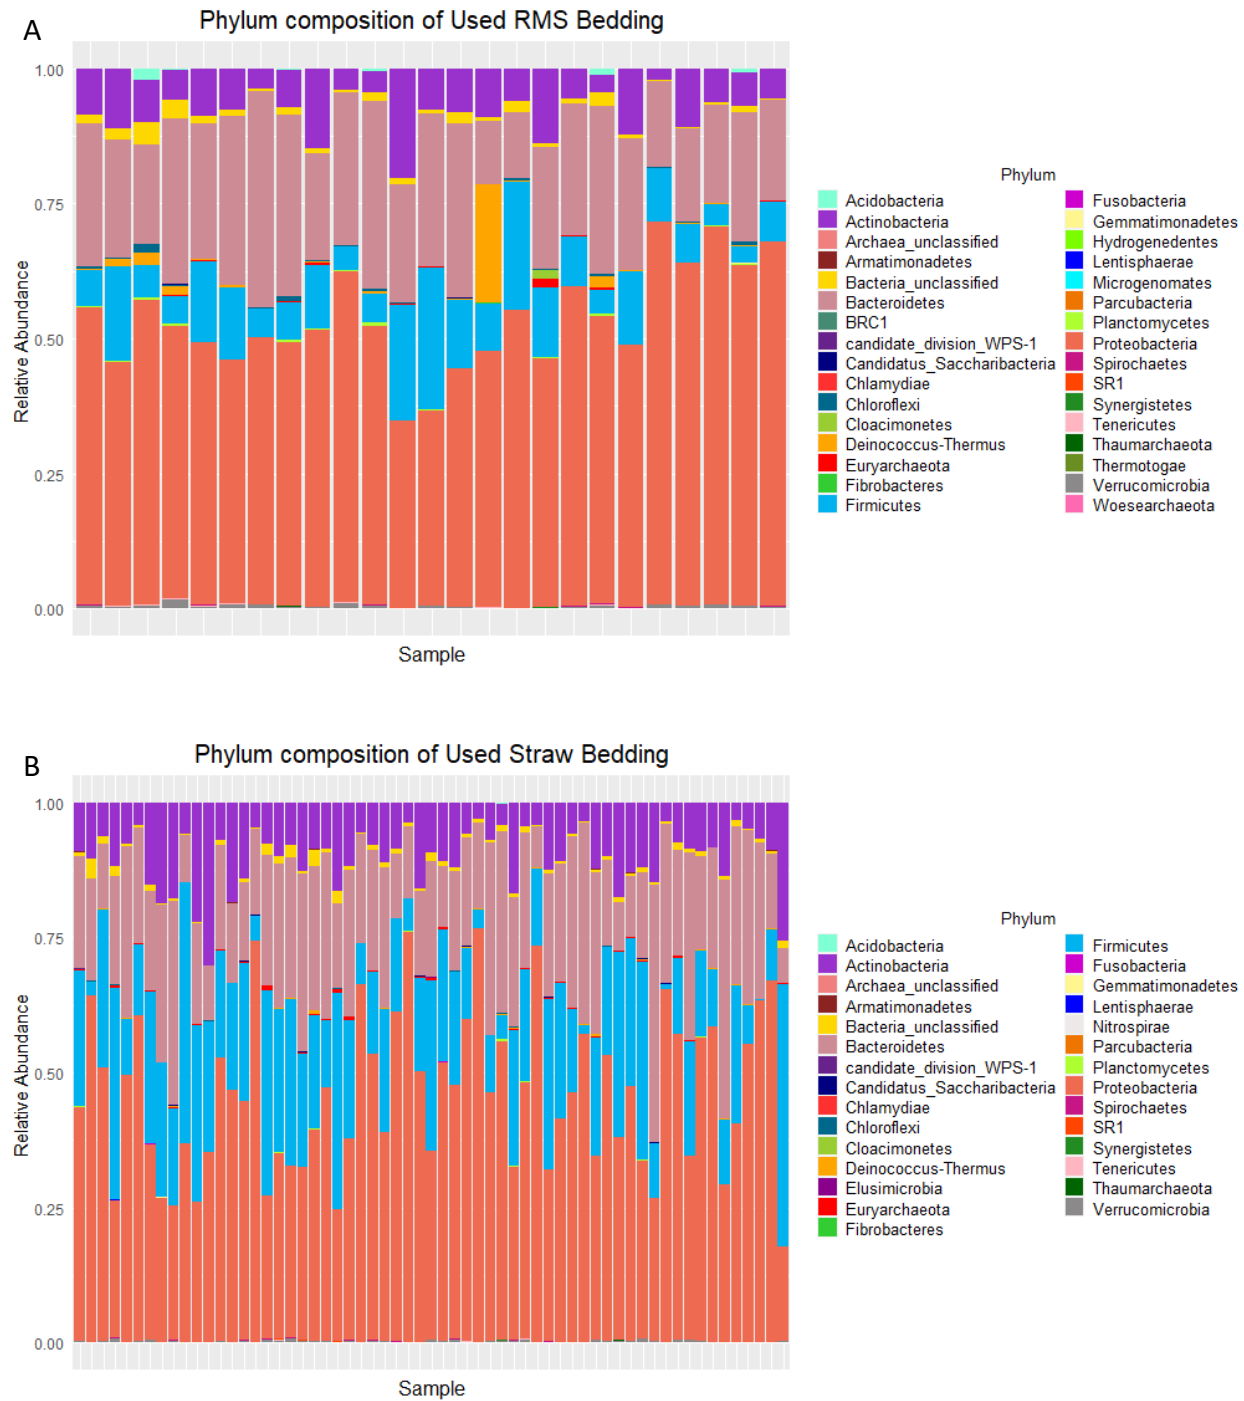 A
Phylum composition of Used RMS Bedding
1.00
0.75
0.50
0.25
0.00
Relative Abundance
Sample
Phylum
Acidobacteria
Actinobacteria
Archaea_unclassified
Armatimonadetes
Bacteria_unclassified
Bacteroidetes
BRC1
candidate_division_WPS-1
Candidatus_Saccharibacteria
Chlamydiae
Chloroflexi
Cloacimonetes
Deinococcus-Thermus
Euryarchaeota
Fibrobacteres
Firmicutes
Fusobacteria
Gemmatimonadetes
Hydrogenedentes
Lentisphaerae
Microgenomates
Parcubacteria
Planctomycetes
Proteobacteria
Spirochaetes
SR1
Synergistetes
Tenericutes
Thaumarchaeota
Thermotogae
Verrucomicrobia
Woesearchaeota
B
Phylum composition of Used Straw Bedding
1.00
0.75
0.50
0.25
0.00
Relative Abundance
Sample
Phylum
Acidobacteria
Actinobacteria
Archaea_unclassified
Armatimonadetes
Bacteria_unclassified
Bacteroidetes
candidate_division_WPS-1
Candidatus_Saccharibacteria
Chlamydiae
Chloroflexi
Cloacimonetes
Deinococcus-Thermus
Elusimicrobia
Euryarchaeota
Fibrobacteres
Firmicutes
Fusobacteria
Gemmatimonadetes
Lentisphaerae
Nitrospirae
Parcubacteria
Planctomycetes
Proteobacteria
Spirochaetes
SR1
Synergistetes
Tenericutes
Thaumarchaeota
Verrucomicrobia